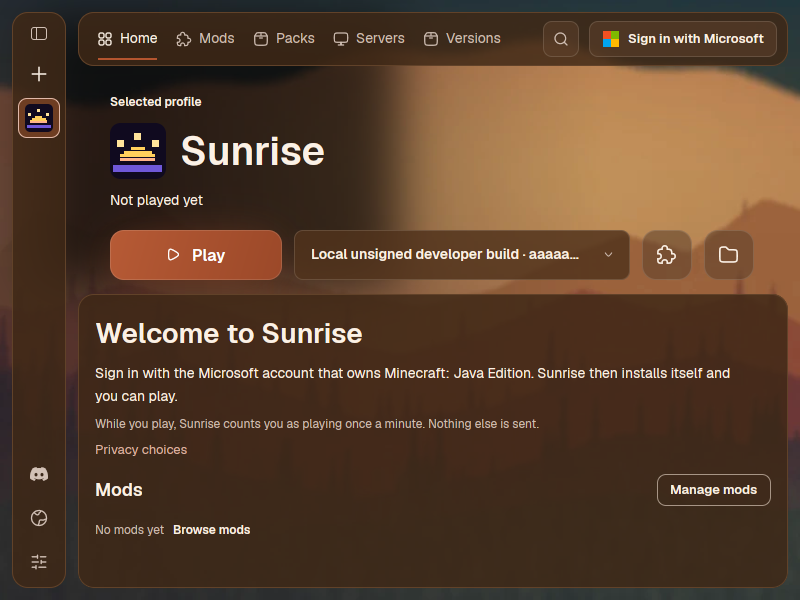 Home
Mods
Packs
Servers
Versions
Sign in with Microsoft
Selected profile
Sunrise
Not played yet
Play
Local unsigned developer build · aaaaa...
Welcome to Sunrise
Sign in with the Microsoft account that owns Minecraft: Java Edition. Sunrise then installs itself and
you can play.
While you play, Sunrise counts you as playing once a minute. Nothing else is sent.
Privacy choices
Mods
Manage mods
No mods yet Browse mods